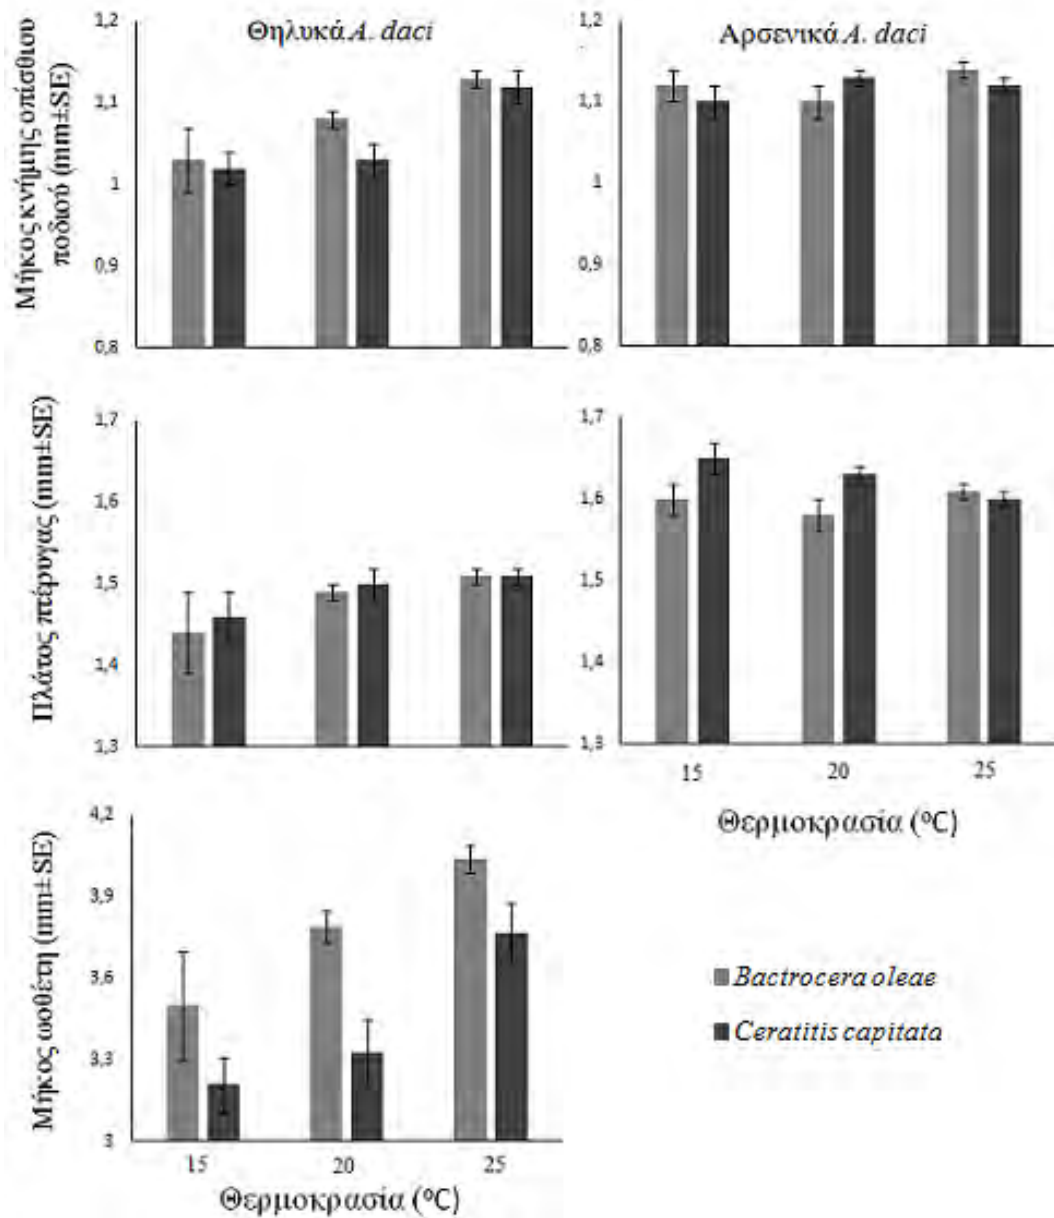 Θηλυκά A. daci
Αρσενικά A. daci
Μήκος κνήμης οπίσθιου
ποδιού (mm±SE)
1,2
1,1
1
0,9
0,8
1,2
1,1
1
0,9
0,8
Πλάτος πτέρυγας (mm±SE)
1,7
1,6
1,5
1,4
1,3
1,7
1,6
1,5
1,4
1,3
15 20 25
Θερμοκρασία (°C)
Μήκος ωοθέτη (mm±SE)
4,2
3,9
3,6
3,3
3
15 20 25
Θερμοκρασία (°C)
Bactrocera oleae
Ceratitis capitata